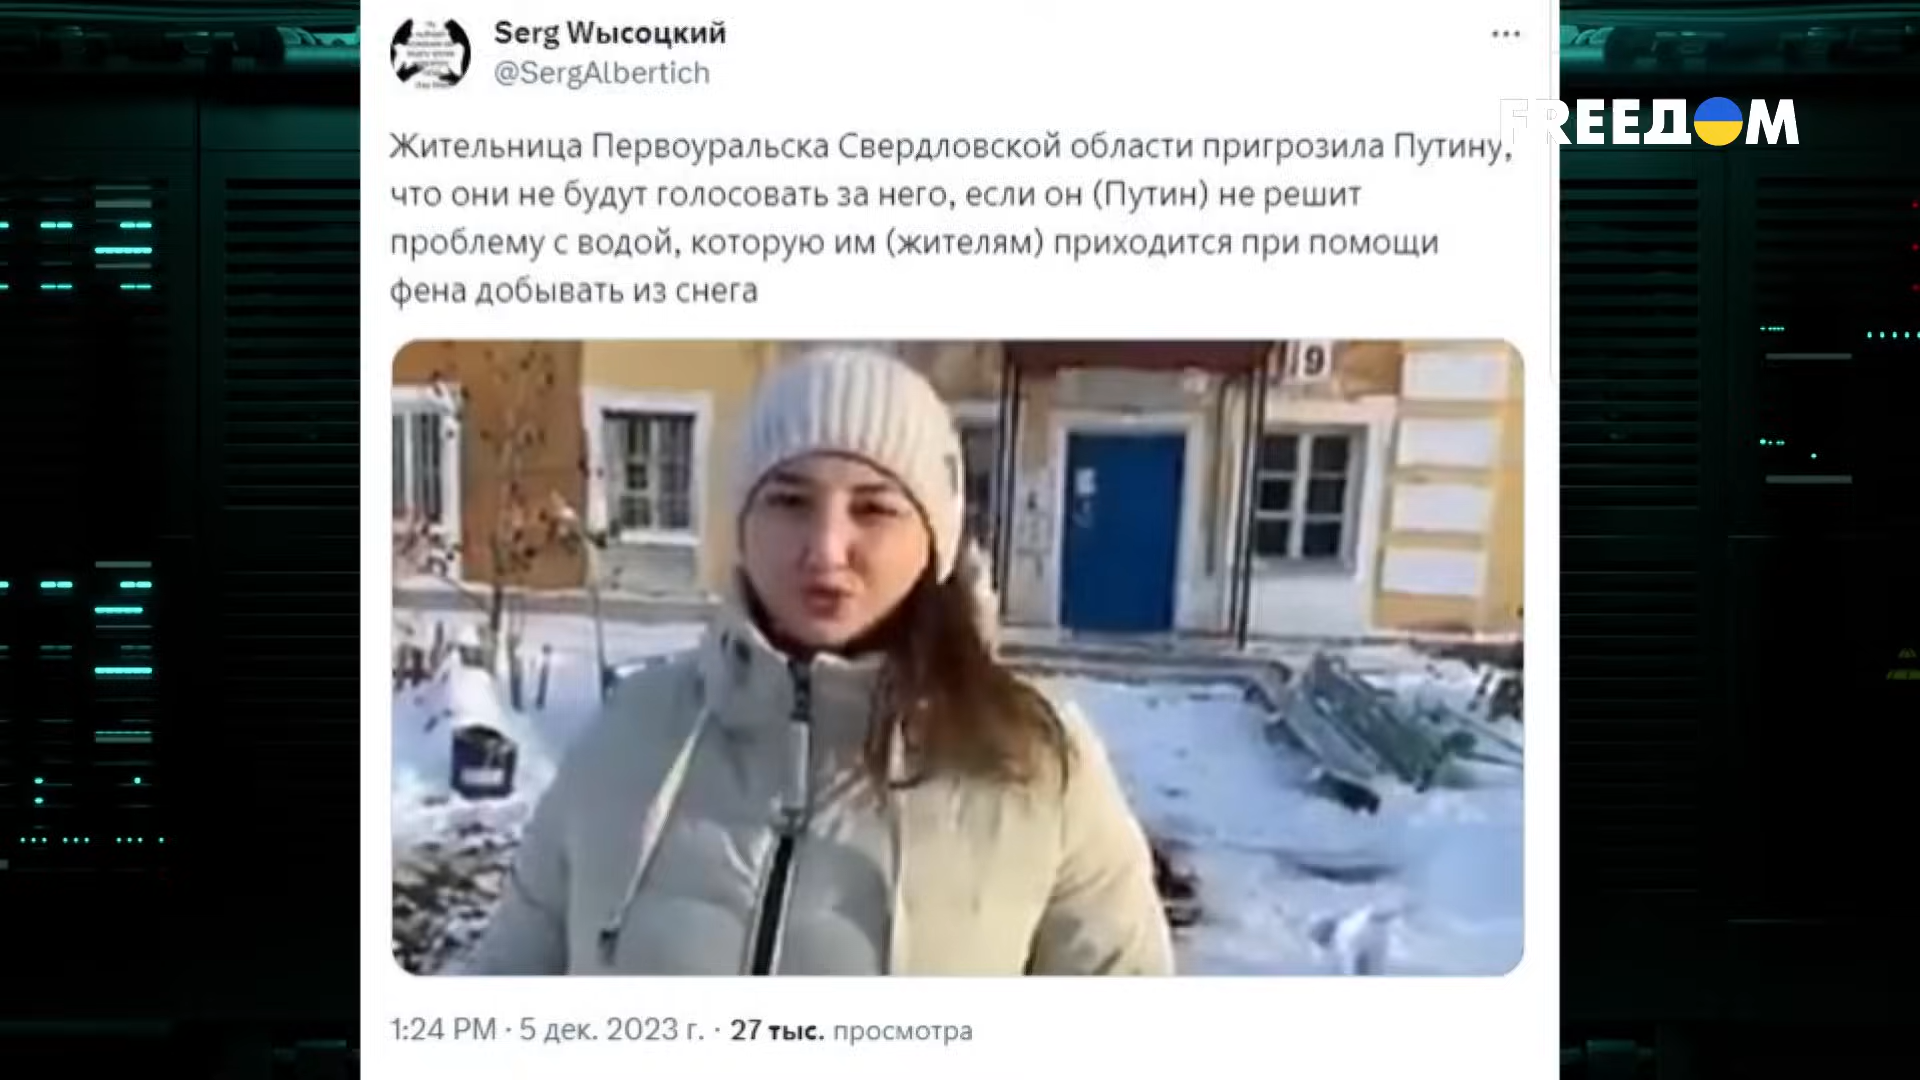 Serg Wысоцкий
@SergAlbertich
FREEДOM
Жительница Первоуральска Свердловской области пригрозила Путину,
что они не будут голосовать за него, если он (Путин) не решит
проблему с водой, которую им (жителям) приходится при помощи
фена добывать из снега
9
1:24 PM · 5 дек. 2023 г. · 27 тыс. просмотра